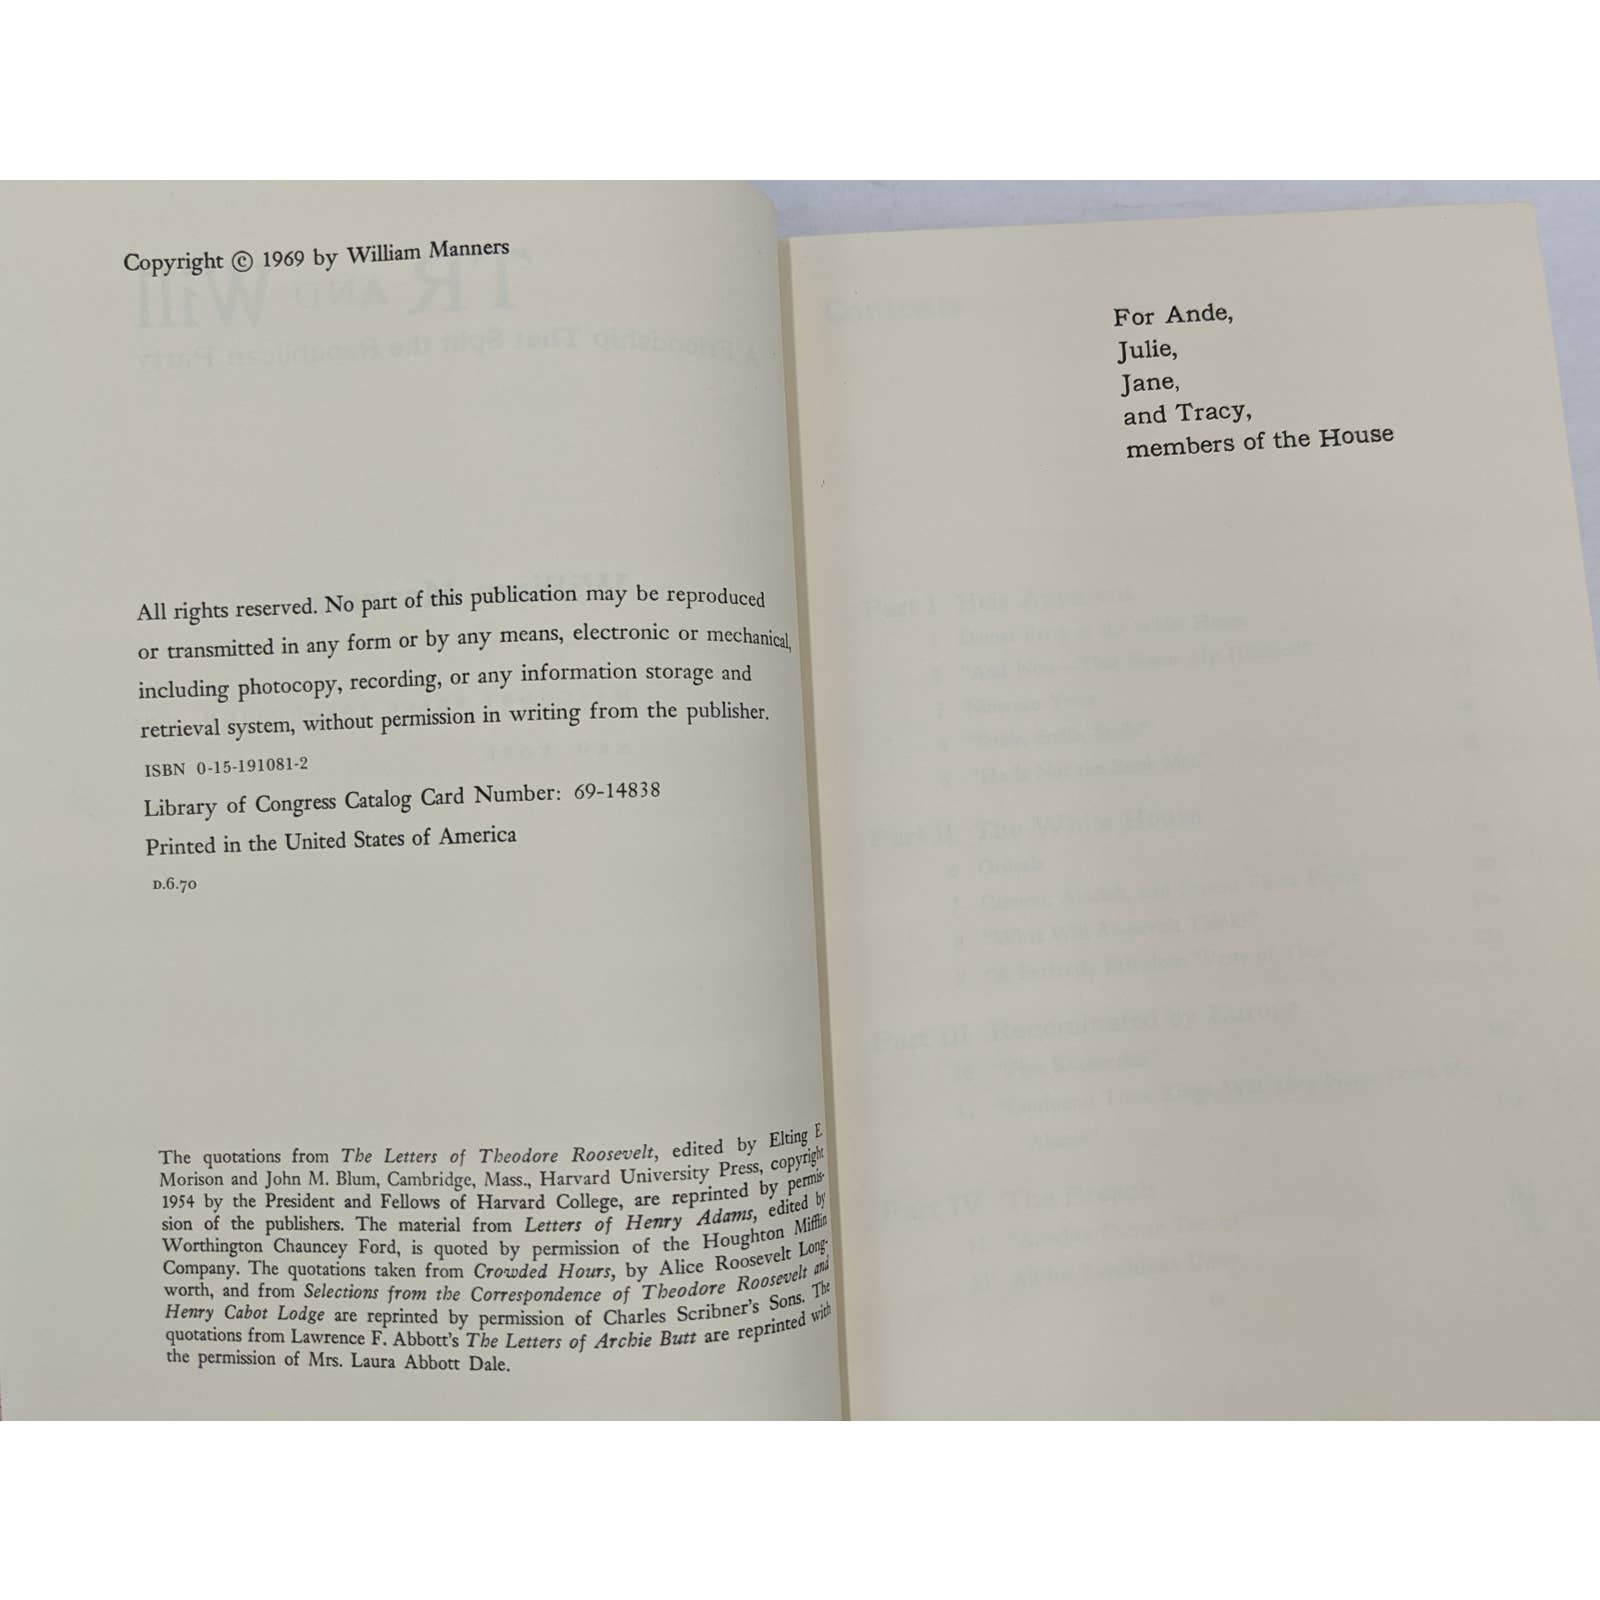 Copyright © 1969 by William Manners
All rights reserved. No part of this publication may be reproduced
or transmitted in any form or by any means, electronic or mechanical,
including photocopy, recording, or any information storage and
retrieval system, without permission in writing from the publisher.
ISBN 0-15-191081-2
Library of Congress Catalog Card Number: 69-14838
Printed in the United States of America
D.6.70
The quotations from The Letters of Theodore Roosevelt, edited by Elting E.
Morison and John M. Blum, Cambridge, Mass., Harvard University Press, copyright
1954 by the President and Fellows of Harvard College, are reprinted by permis-
sion of the publishers. The material from Letters of Henry Adams, edited by
Worthington Chauncey Ford, is quoted by permission of the Houghton Mifflin
Company. The quotations taken from Crowded Hours, by Alice Roosevelt Long-
worth, and from Selections from the Correspondence of Theodore Roosevelt and
Henry Cabot Lodge are reprinted by permission of Charles Scribner's Sons. The
quotations from Lawrence F. Abbott's The Letters of Archie Butt are reprinted with
the permission of Mrs. Laura Abbott Dale.
For Ande,
Julie,
Jane,
and Tracy,
members of the House